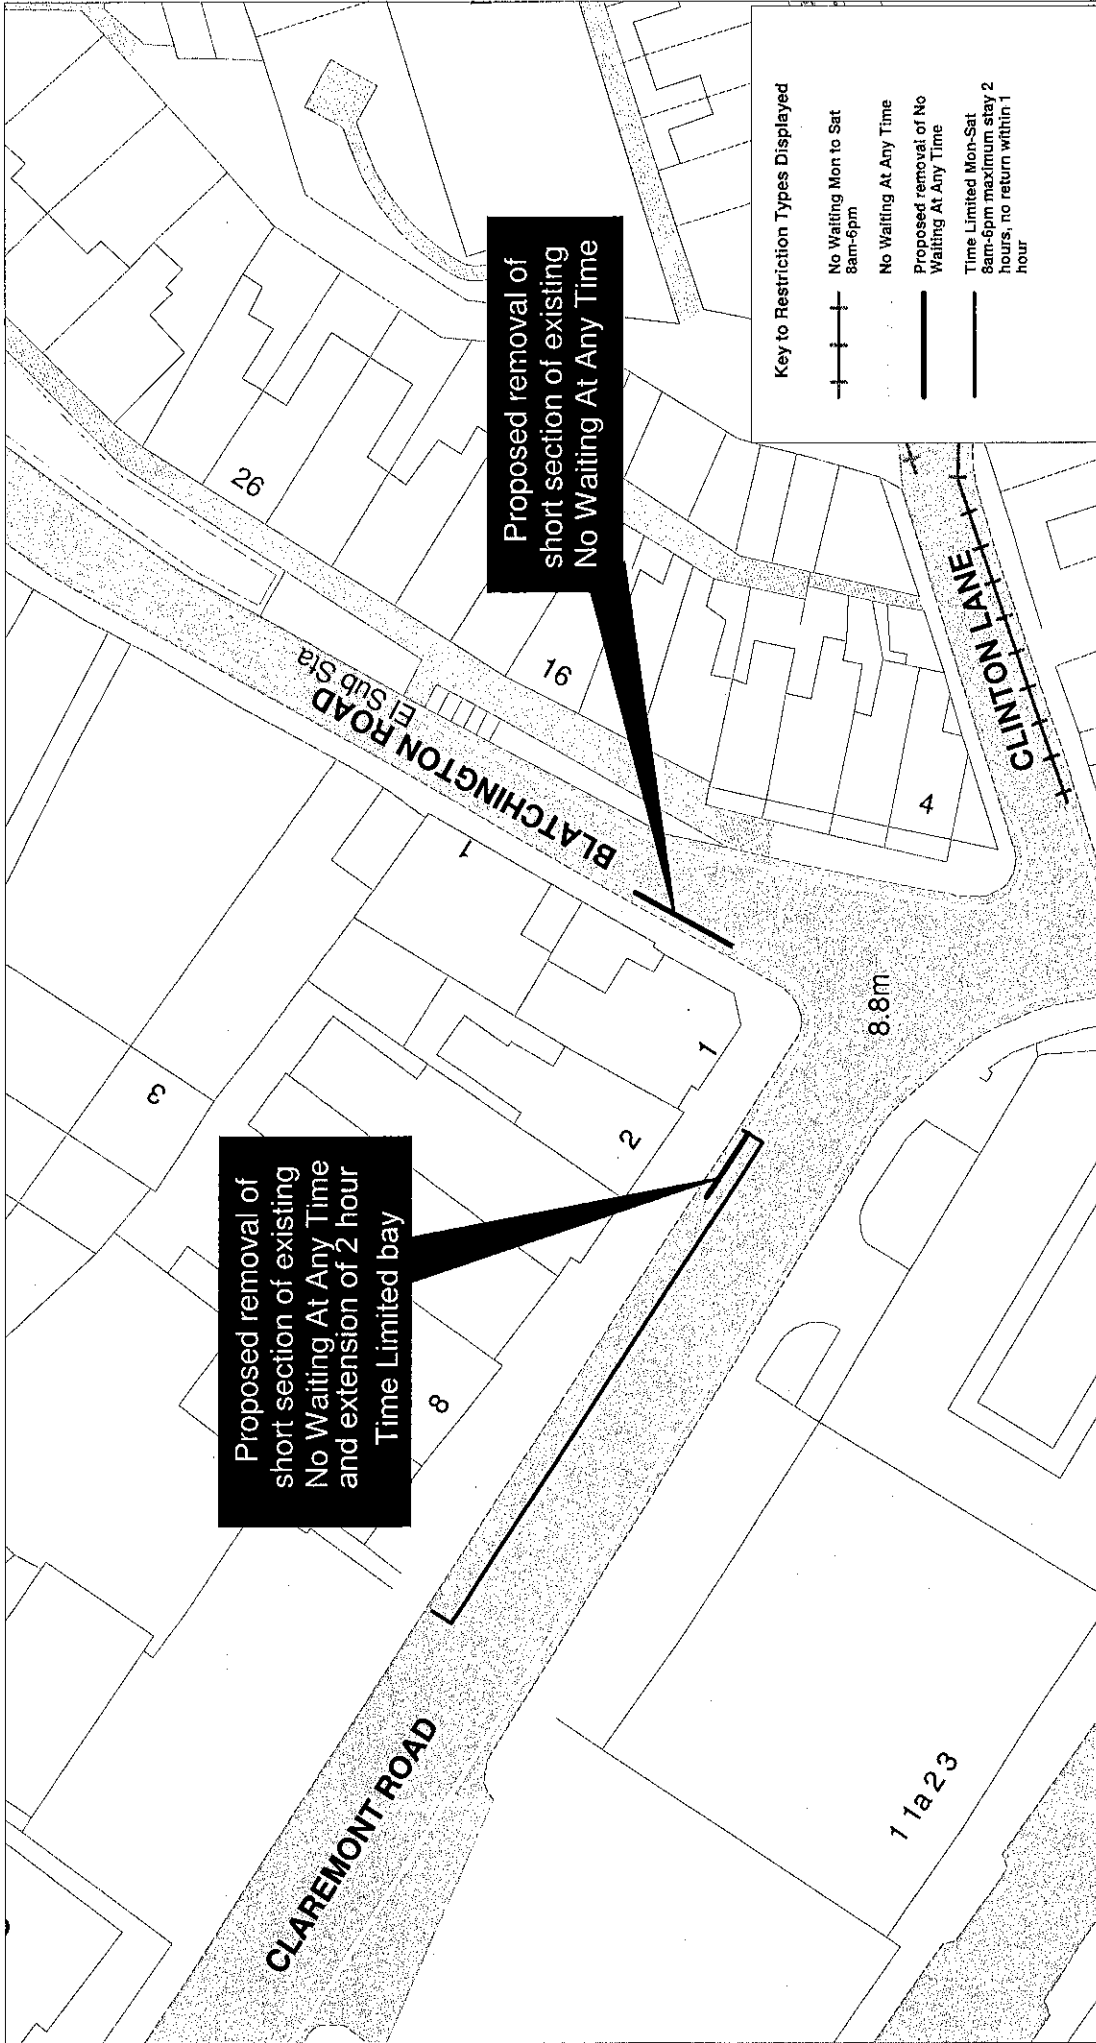 Proposed removal of
short section of existing
No Waiting At Any Time
and extension of 2 hour
Time Limited bay
Proposed removal of
short section of existing
No Waiting At Any Time
CLAREMONT ROAD
BLATCHINGTON ROAD
El Sub Sta
CLINTON LANE
3
8
2
1
1
26
16
4
8.8m
1 1a 2 3
Key to Restriction Types Displayed
No Waiting Mon to Sat
8am-6pm
No Waiting At Any Time
Proposed removal of No
Waiting At Any Time
Time Limited Mon-Sat
8am-6pm maximum stay 2
hours, no return within 1
hour